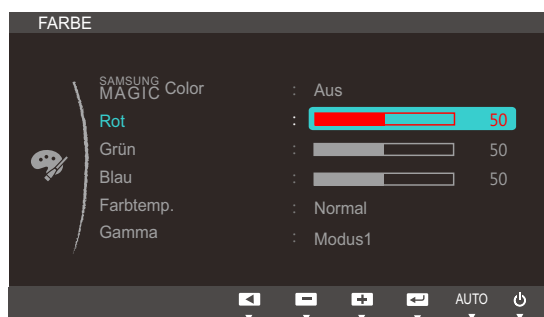 FARBE
SAMSUNG MAGIC Color : Aus
Rot : 50
Grün : 50
Blau : 50
Farbtemp. : Normal
Gamma : Modus1
AUTO